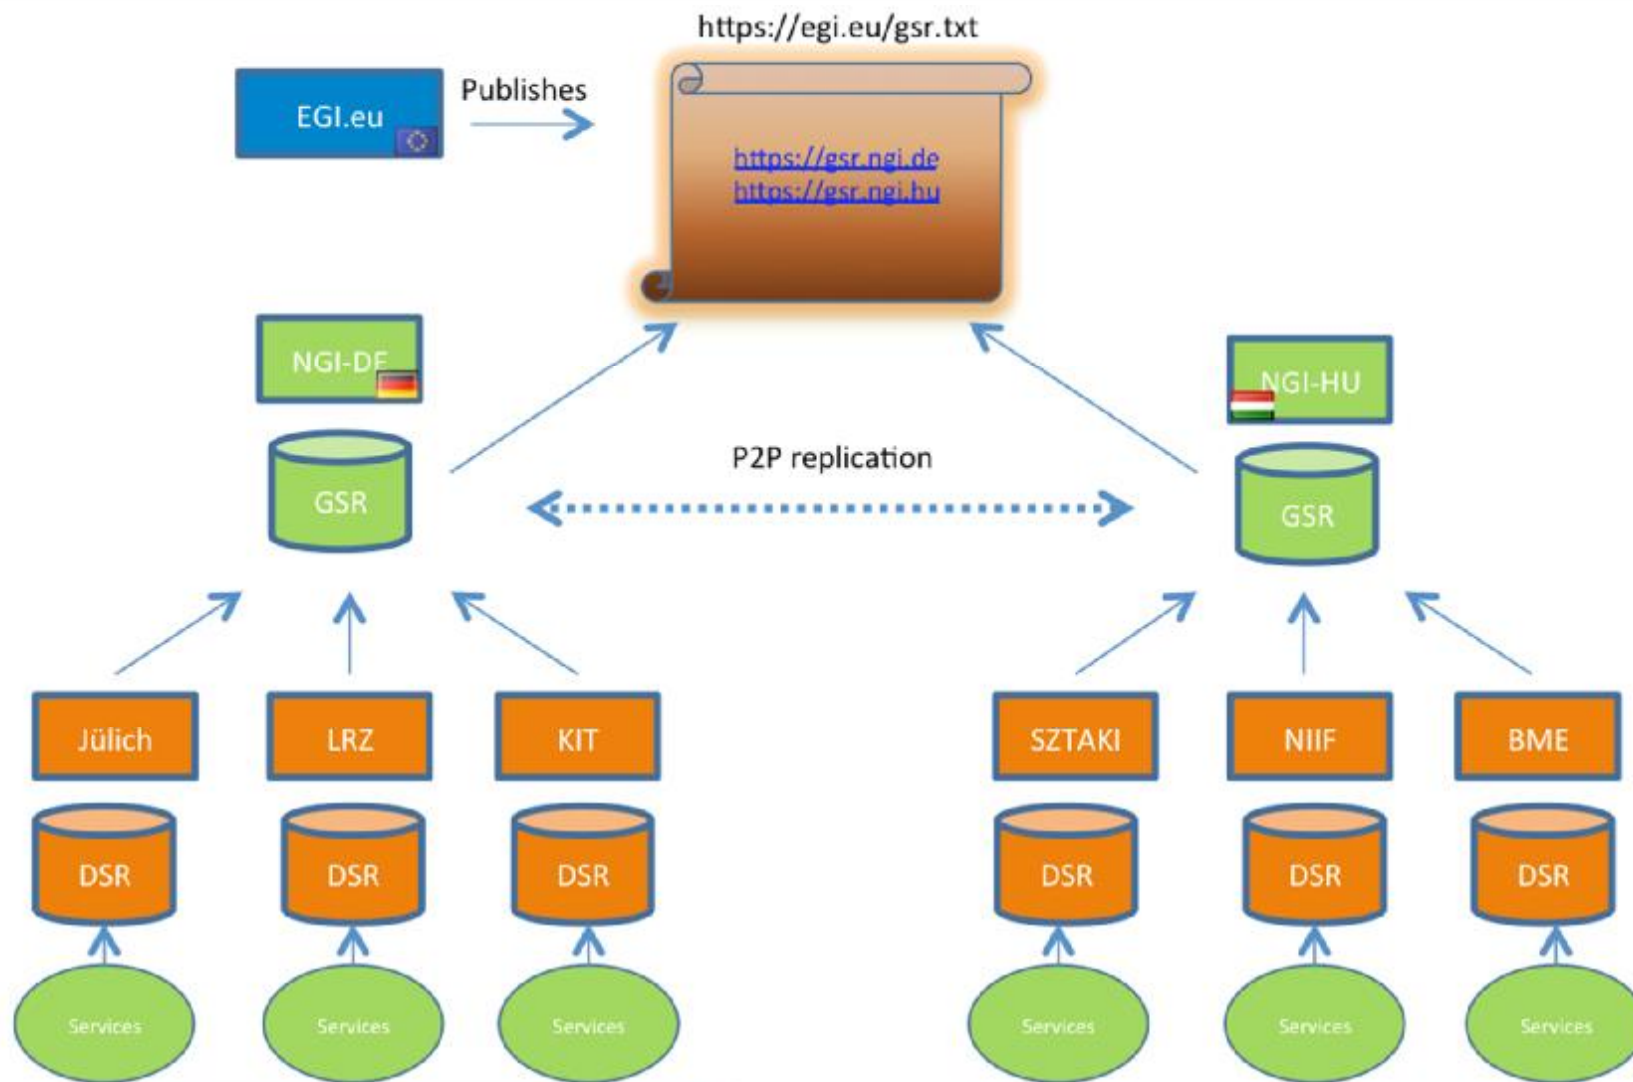 https://egi.eu/gsr.txt
EGI.eu
Publishes
https://gsr.ngi.de
https://gsr.ngi.hu
NGI-DE
NGI-HU
P2P replication
GSR
GSR
Jülich
LRZ
KIT
SZTAKI
NIIF
BME
DSR
DSR
DSR
DSR
DSR
DSR
Services
Services
Services
Services
Services
Services